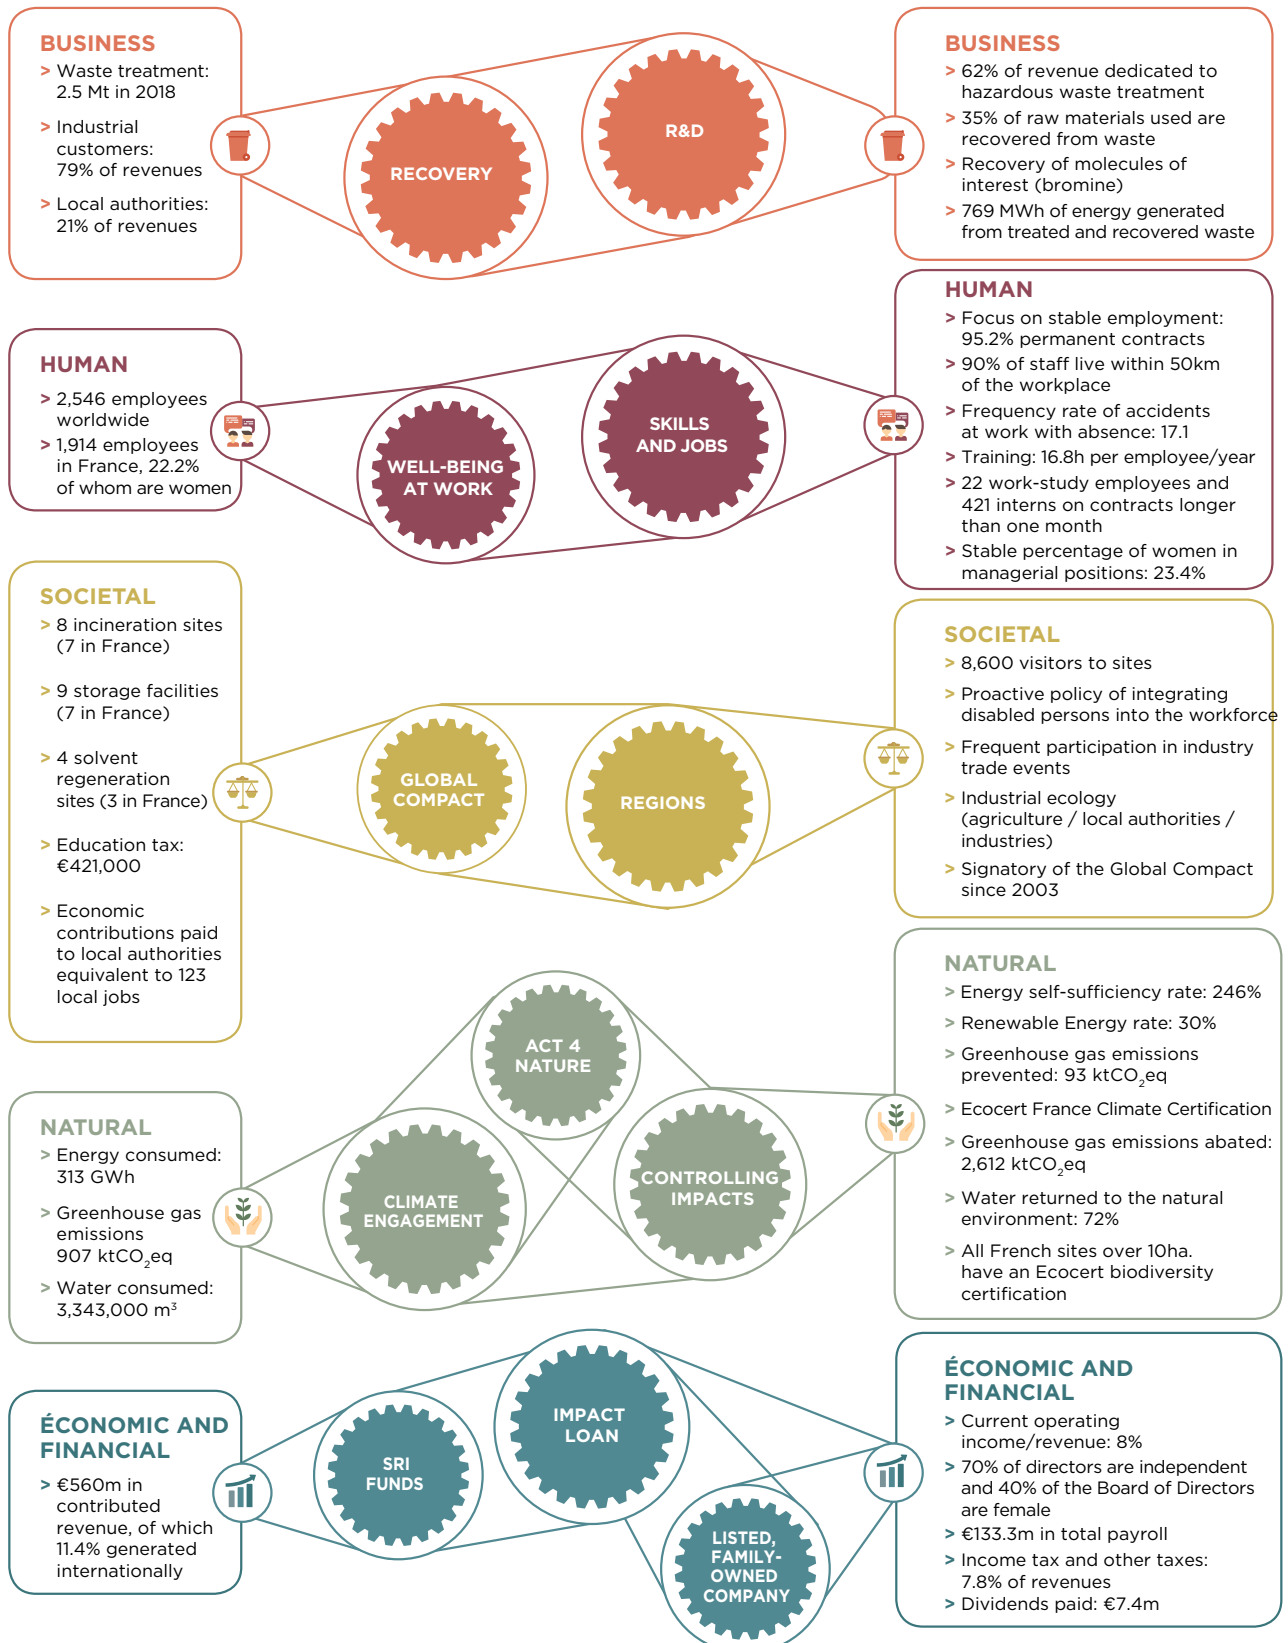 BUSINESS
> Waste treatment:
2.5 Mt in 2018
> Industrial
customers:
79% of revenues
> Local authorities:
21% of revenues
RECOVERY
R&D
BUSINESS
> 62% of revenue dedicated to
hazardous waste treatment
> 35% of raw materials used are
recovered from waste
> Recovery of molecules of
interest (bromine)
> 769 MWh of energy generated
from treated and recovered waste
HUMAN
> 2,546 employees
worldwide
> 1,914 employees
in France, 22.2%
of whom are women
WELL-BEING
AT WORK
SKILLS
AND JOBS
HUMAN
> Focus on stable employment:
95.2% permanent contracts
> 90% of staff live within 50km
of the workplace
> Frequency rate of accidents
at work with absence: 17.1
> Training: 16.8h per employee/year
> 22 work-study employees and
421 interns on contracts longer
than one month
> Stable percentage of women in
managerial positions: 23.4%
SOCIETAL
> 8 incineration sites
(7 in France)
> 9 storage facilities
(7 in France)
> 4 solvent
regeneration
sites (3 in France)
> Education tax:
€421,000
> Economic
contributions paid
to local authorities
equivalent to 123
local jobs
GLOBAL
COMPACT
REGIONS
SOCIETAL
> 8,600 visitors to sites
> Proactive policy of integrating
disabled persons into the workforce
> Frequent participation in industry
trade events
> Industrial ecology
(agriculture / local authorities /
industries)
> Signatory of the Global Compact
since 2003
NATURAL
> Energy consumed:
313 GWh
> Greenhouse gas
emissions
907 ktCO2eq
> Water consumed:
3,343,000 m³
CLIMATE
ENGAGEMENT
ACT 4
NATURE
CONTROLLING
IMPACTS
NATURAL
> Energy self-sufficiency rate: 246%
> Renewable Energy rate: 30%
> Greenhouse gas emissions
prevented: 93 ktCO2eq
> Ecocert France Climate Certification
> Greenhouse gas emissions abated:
2,612 ktCO2eq
> Water returned to the natural
environment: 72%
> All French sites over 10ha.
have an Ecocert biodiversity
certification
ÉCONOMIC AND
FINANCIAL
> €560m in
contributed
revenue, of which
11.4% generated
internationally
SRI
FUNDS
IMPACT
LOAN
LISTED,
FAMILY-
OWNED
COMPANY
ÉCONOMIC AND
FINANCIAL
> Current operating
income/revenue: 8%
> 70% of directors are independent
and 40% of the Board of Directors
are female
> €133.3m in total payroll
> Income tax and other taxes:
7.8% of revenues
> Dividends paid: €7.4m